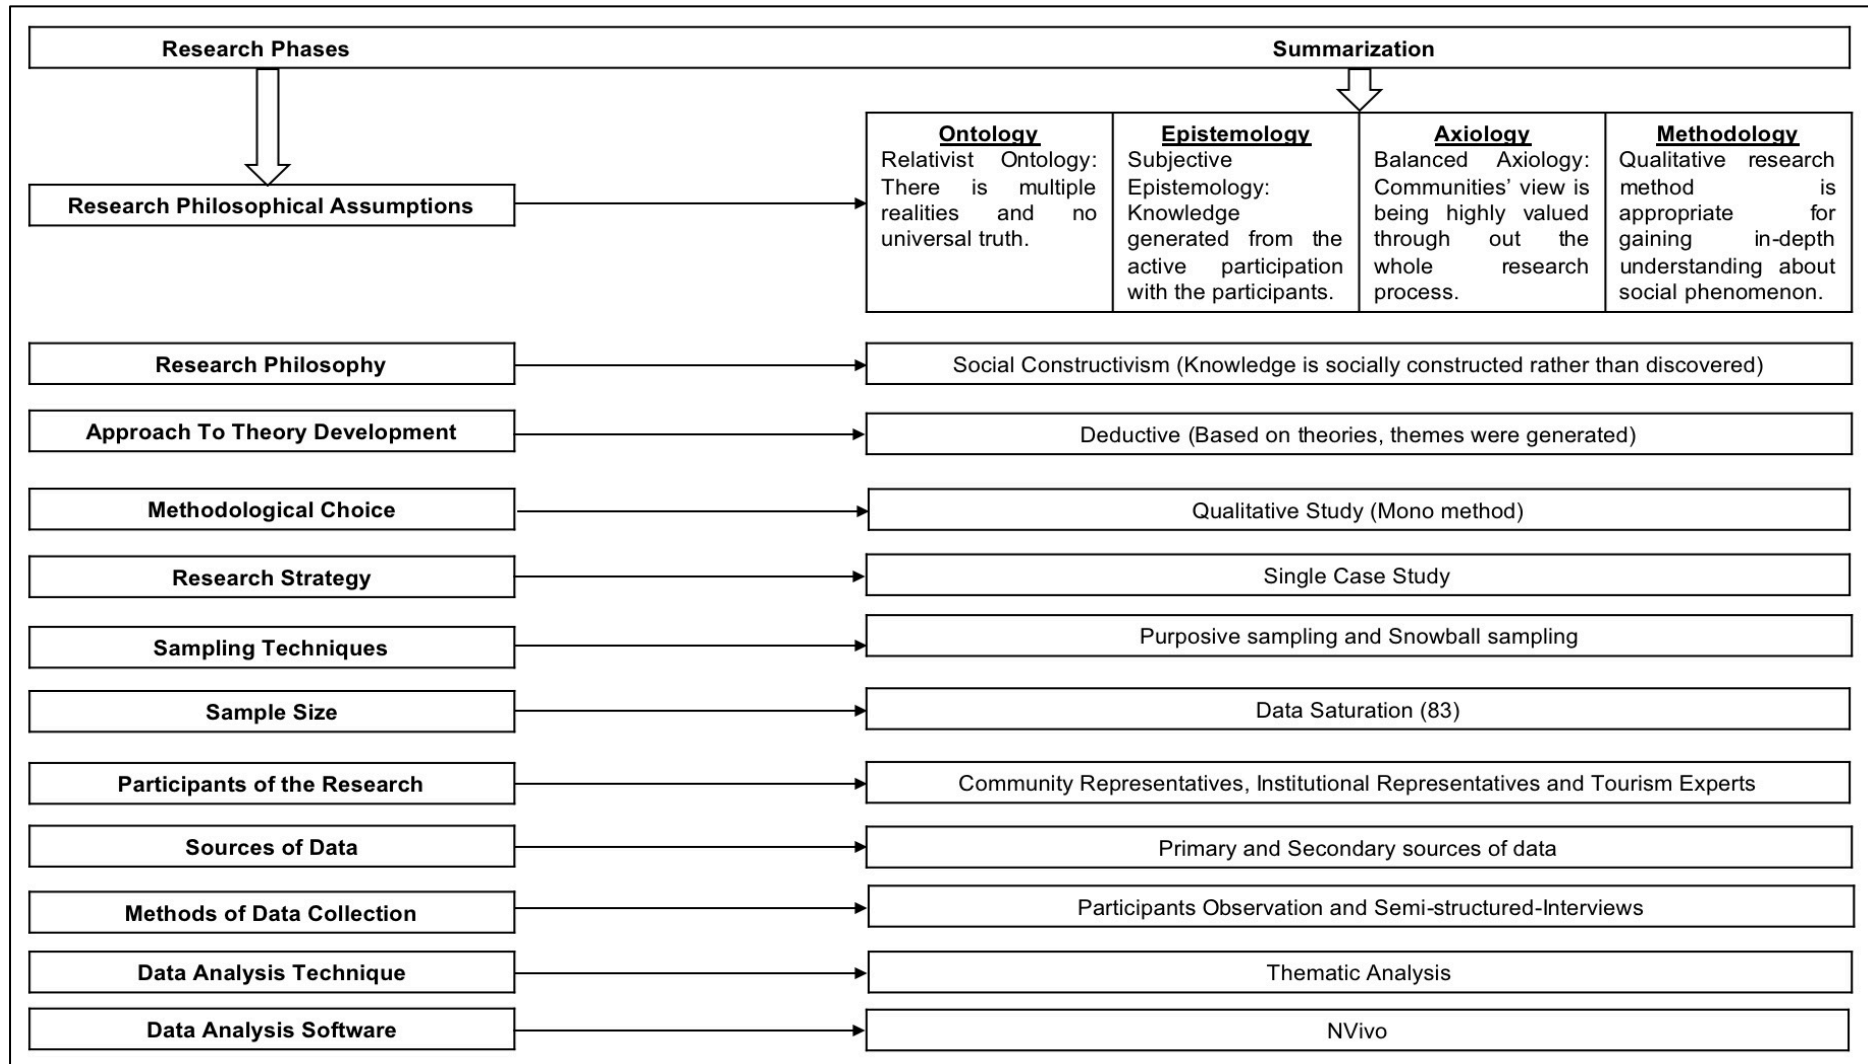 Research Phases
Summarization
Ontology
Relativist Ontology:
There is multiple
realities and no
universal truth.
Epistemology
Subjective
Epistemology:
Knowledge
generated from the
active participation
with the participants.
Axiology
Balanced Axiology:
Communities’ view is
being highly valued
through out the
whole research
process.
Methodology
Qualitative research
method is
appropriate for
gaining in-depth
understanding about
social phenomenon.
Research Philosophical Assumptions
Research Philosophy
Social Constructivism (Knowledge is socially constructed rather than discovered)
Approach To Theory Development
Deductive (Based on theories, themes were generated)
Methodological Choice
Qualitative Study (Mono method)
Research Strategy
Single Case Study
Sampling Techniques
Purposive sampling and Snowball sampling
Sample Size
Data Saturation (83)
Participants of the Research
Community Representatives, Institutional Representatives and Tourism Experts
Sources of Data
Primary and Secondary sources of data
Methods of Data Collection
Participants Observation and Semi-structured-Interviews
Data Analysis Technique
Thematic Analysis
Data Analysis Software
NVivo